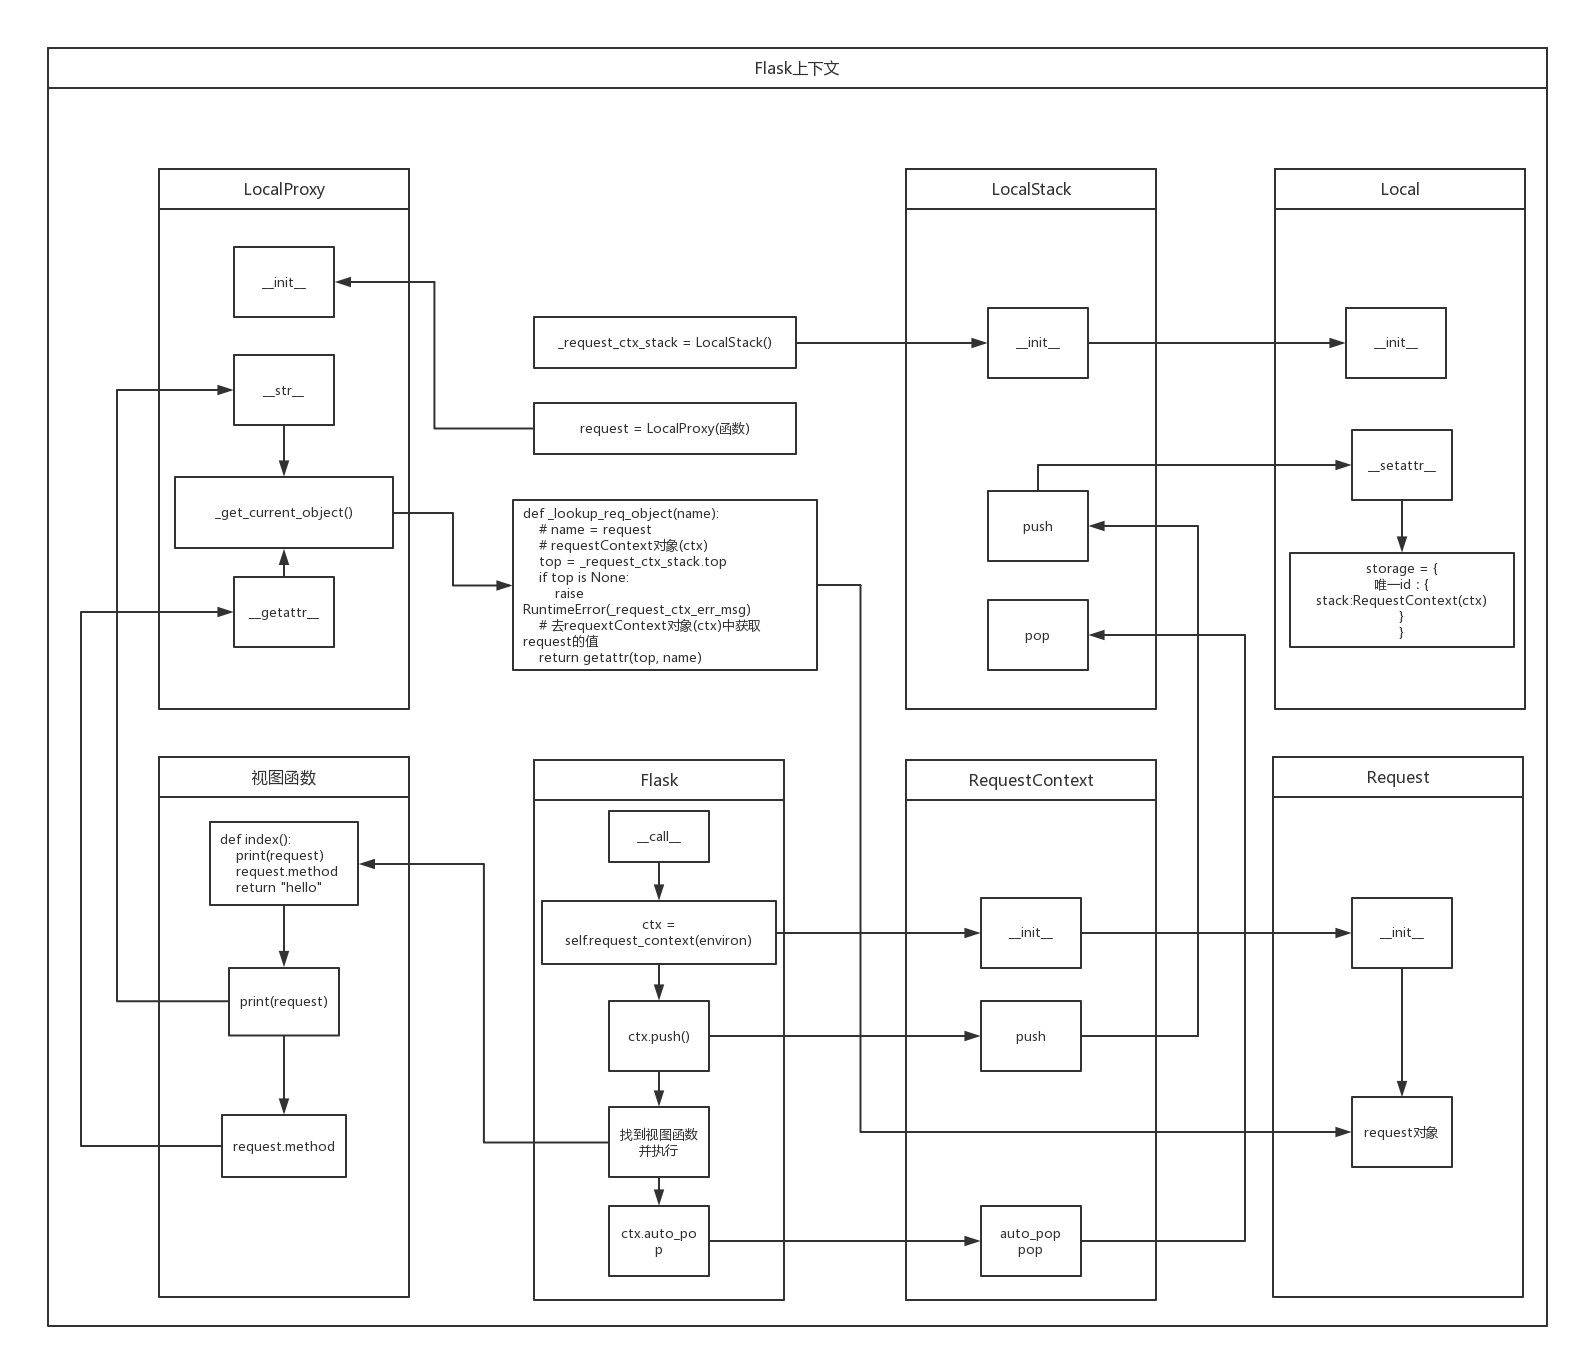 Flask上下文
LocalProxy
__init__
__str__
_get_current_object()
__getattr__
_request_ctx_stack = LocalStack()
request = LocalProxy(函数)
def _lookup_req_object(name):
# name = request
# requestContext对象(ctx)
top = _request_ctx_stack.top
if top is None:
raise
RuntimeError(_request_ctx_err_msg)
# 去requextContext对象(ctx)中获取
request的值
return getattr(top, name)
LocalStack
__init__
push
pop
Local
__init__
__setattr__
storage = {
唯一id : {
stack:RequestContext(ctx)
}
}
视图函数
def index():
print(request)
request.method
return "hello"
print(request)
request.method
Flask
__call__
ctx =
self.request_context(environ)
ctx.push()
找到视图函数
并执行
ctx.auto_po
p
RequestContext
__init__
push
auto_pop
pop
Request
__init__
request对象